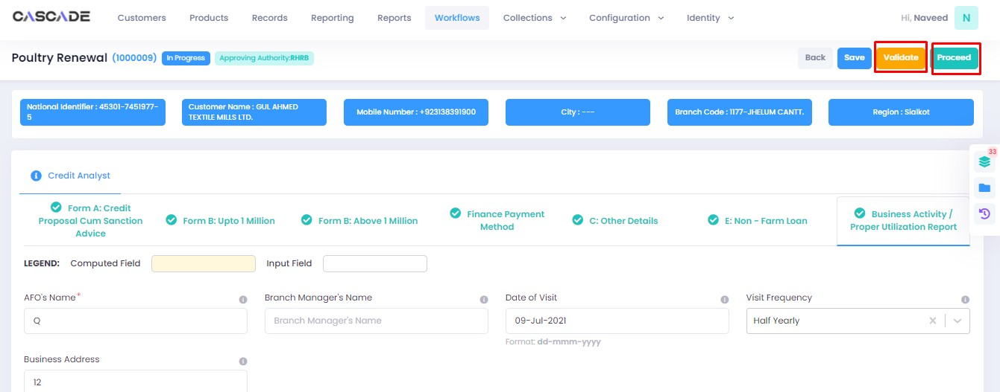 CASCADE
Customers Products Records Reporting Reports Workflows Collections Configuration Identity Hi, Naveed N
Poultry Renewal (1000009) In Progress Approving Authority:RHRB Back Save Validate Proceed
National Identifier : 45301-7451977-
5
Customer Name : GUL AHMED
TEXTILE MILLS LTD.
Mobile Number : +923138391900
City : ---
Branch Code : 1177-JHELUM CANTT.
Region : Sialkot
33
Credit Analyst
Form A: Credit
Proposal Cum Sanction
Advice
Form B: Upto 1 Million
Form B: Above 1 Million
Finance Payment
Method
C: Other Details
E: Non - Farm Loan
Business Activity /
Proper Utilization Report
LEGEND: Computed Field Input Field
AFO's Name* Branch Manager's Name Date of Visit Visit Frequency
Q Branch Manager's Name 09-Jul-2021 Half Yearly
Format: dd-mmm-yyyy
Business Address
12